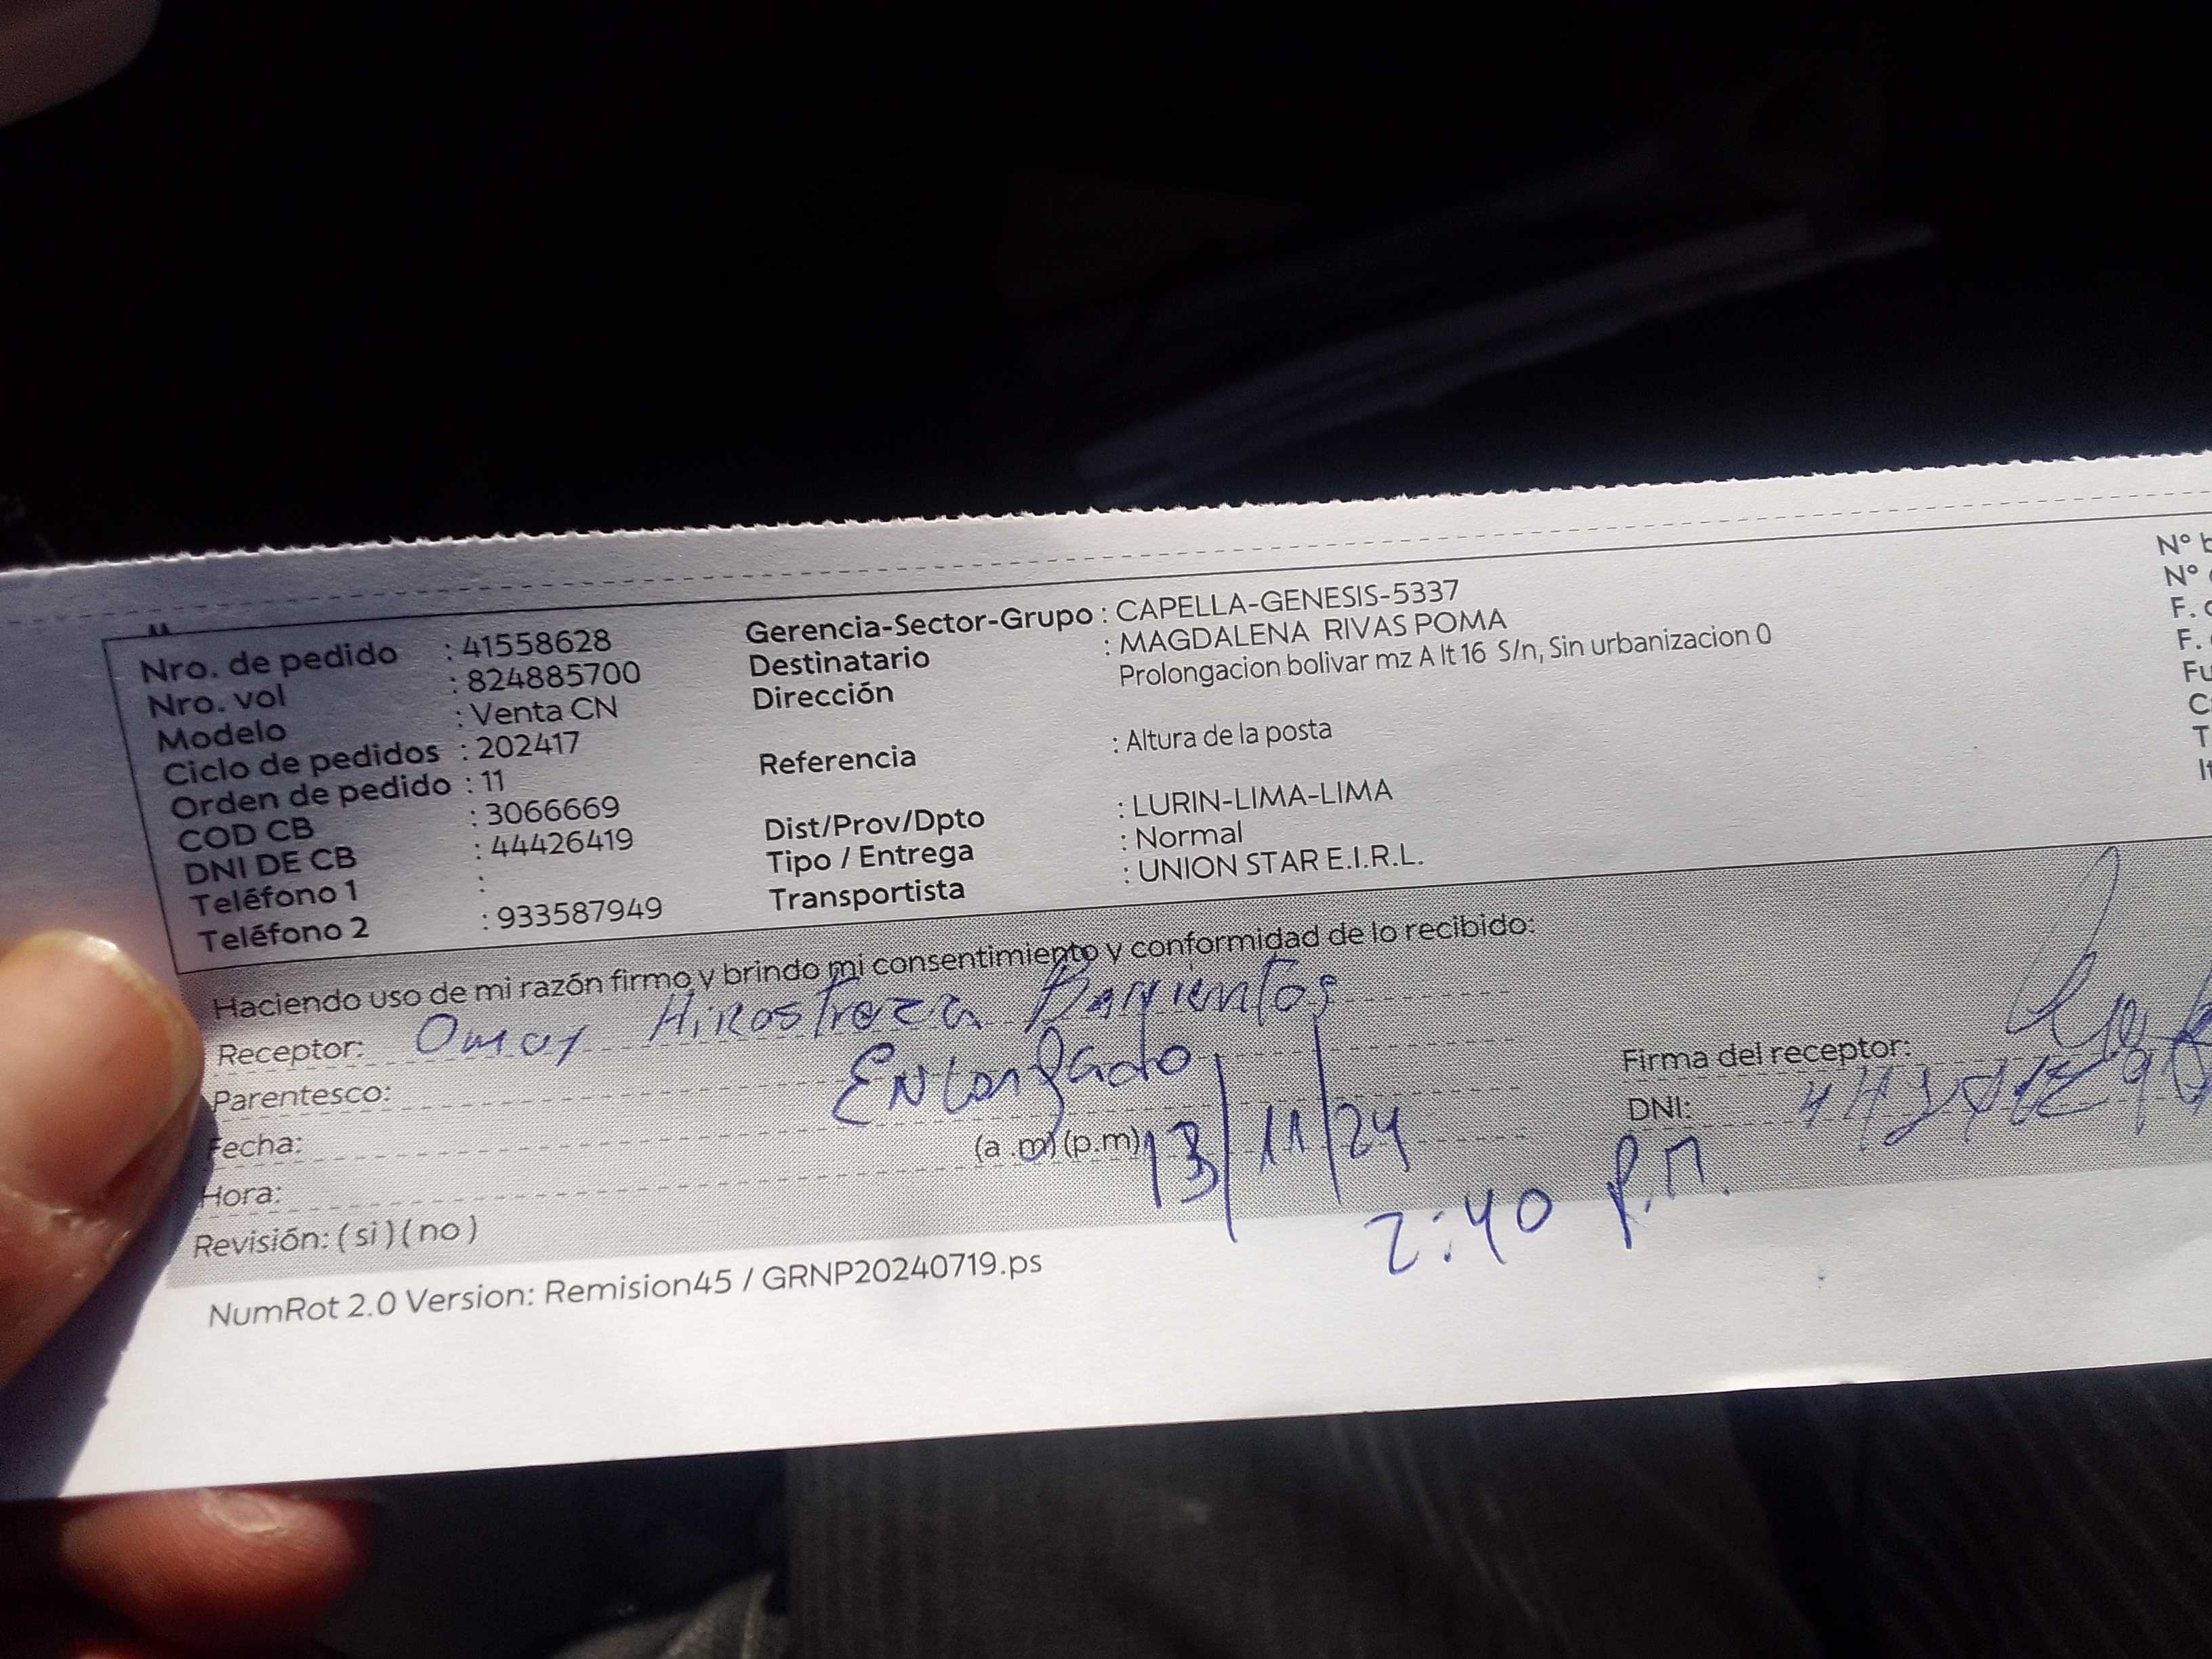 Nro. de pedido : 41558628
Nro. vol : 824885700
Modelo : Venta CN
Ciclo de pedidos : 202417
Orden de pedido : 11
COD CB : 3066669
DNI DE CB : 44426419
Teléfono 1 :
Teléfono 2 : 933587949
Gerencia-Sector-Grupo : CAPELLA-GENESIS-5337
Destinatario : MAGDALENA RIVAS POMA
Dirección Prolongacion bolivar mz A lt 16 S/n, Sin urbanizacion 0
Referencia : Altura de la posta
Dist/Prov/Dpto : LURIN-LIMA-LIMA
Tipo / Entrega : Normal
Transportista : UNION STAR E.I.R.L.
N°
N°
F.
F.
Haciendo uso de mi razón firmo y brindo mi consentimiento y conformidad de lo recibido:
Receptor: Omar Hinostroza Barrientos
Parentesco: Encargado
Fecha: 13/11/24
(a .m) (p.m)
Hora: 2:40 P.M.
Revisión: ( si ) ( no )
Firma del receptor:
DNI:
NumRot 2.0 Version: Remision45 / GRNP20240719.ps